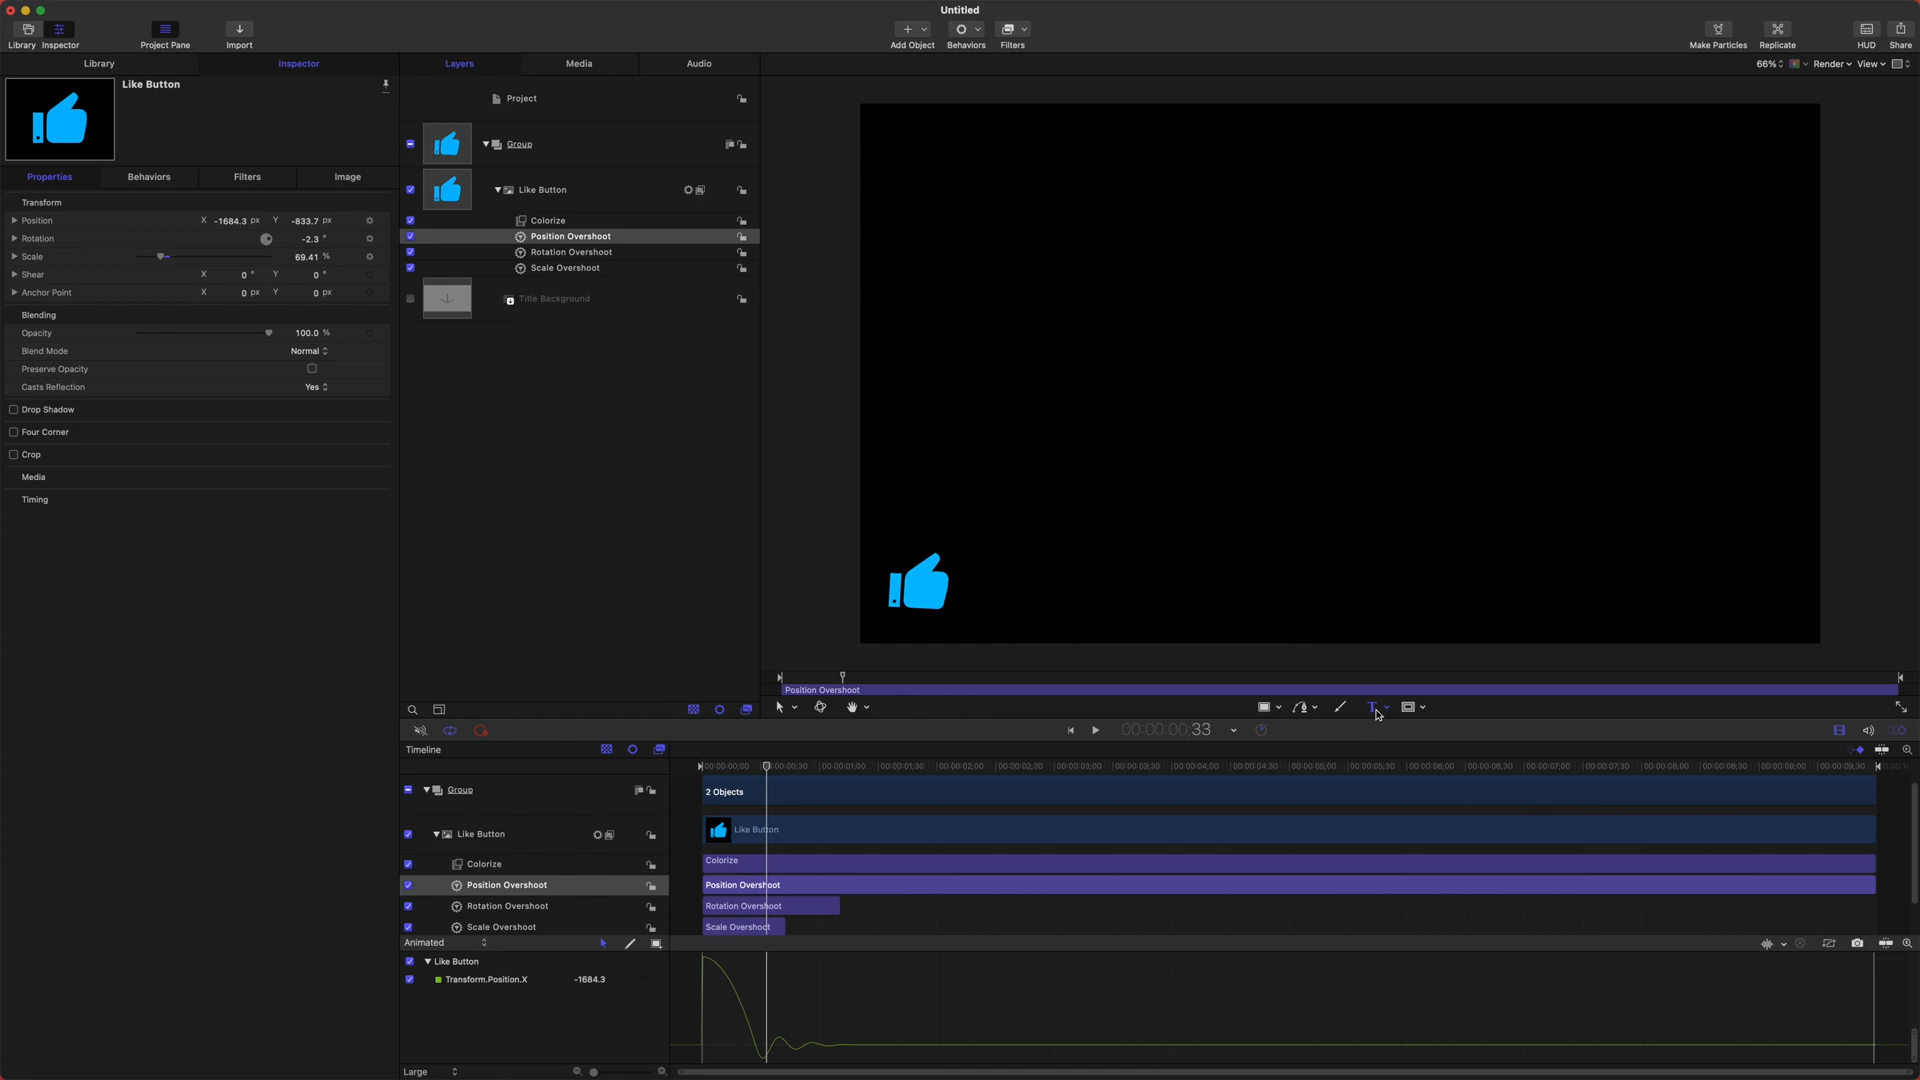 Untitled
Library
Inspector
Project Pane
Import
Add Object
Behaviors
Filters
Make Particles
Replicate
HUD
Share
Library
Inspector
Layers
Media
Audio
66%
Render
View
Like Button
Properties
Behaviors
Filters
Image
Transform
Position X -1684.3 px Y -833.7 px
Rotation -2.3 °
Scale 69.41 %
Shear X 0 ° Y 0 °
Anchor Point X 0 px Y 0 px
Blending
Opacity 100.0 %
Blend Mode Normal
Preserve Opacity
Casts Reflection Yes
Drop Shadow
Four Corner
Crop
Media
Timing
Project
Group
Like Button
Colorize
Position Overshoot
Rotation Overshoot
Scale Overshoot
Title Background
Position Overshoot
T
00:00:00;33
Timeline
00:00:00;00 00:00:30 00:00:01;00 00:00:01;30 00:00:02;00 00:00:02;30 00:00:03;00 00:00:03;30 00:00:04;00 00:00:04;30 00:00:05;00 00:00:05;30 00:00:06;00 00:00:06;30 00:00:07;00 00:00:07;30 00:00:08;00 00:00:08;30 00:00:09;00 00:00:09;30
Group
2 Objects
Like Button
Like Button
Colorize
Colorize
Position Overshoot
Position Overshoot
Rotation Overshoot
Rotation Overshoot
Scale Overshoot
Scale Overshoot
Animated
Like Button
Transform.Position.X -1684.3
Large